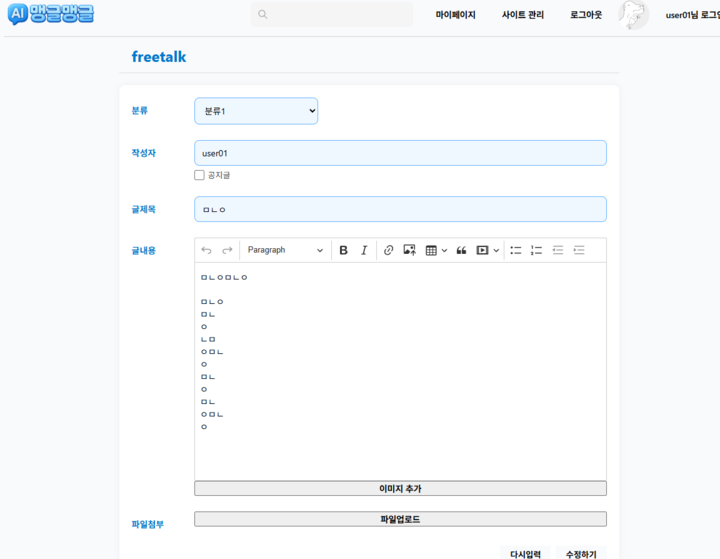 AI 맹글맹글
마이페이지 사이트 관리 로그아웃 user01님 로그인
freetalk
분류 분류1
작성자 user01
공지글
글제목 ㅁㄴㅇ
글내용 Paragraph B I
ㅁㄴㅇㅁㄴㅇ
ㅁㄴㅇ
ㅁㄴ
ㅇ
ㄴㅁ
ㅇㅁㄴ
ㅇ
ㅁㄴ
ㅇ
ㅁㄴ
ㅇㅁㄴ
ㅇ
이미지 추가
파일첨부 파일업로드
다시입력 수정하기